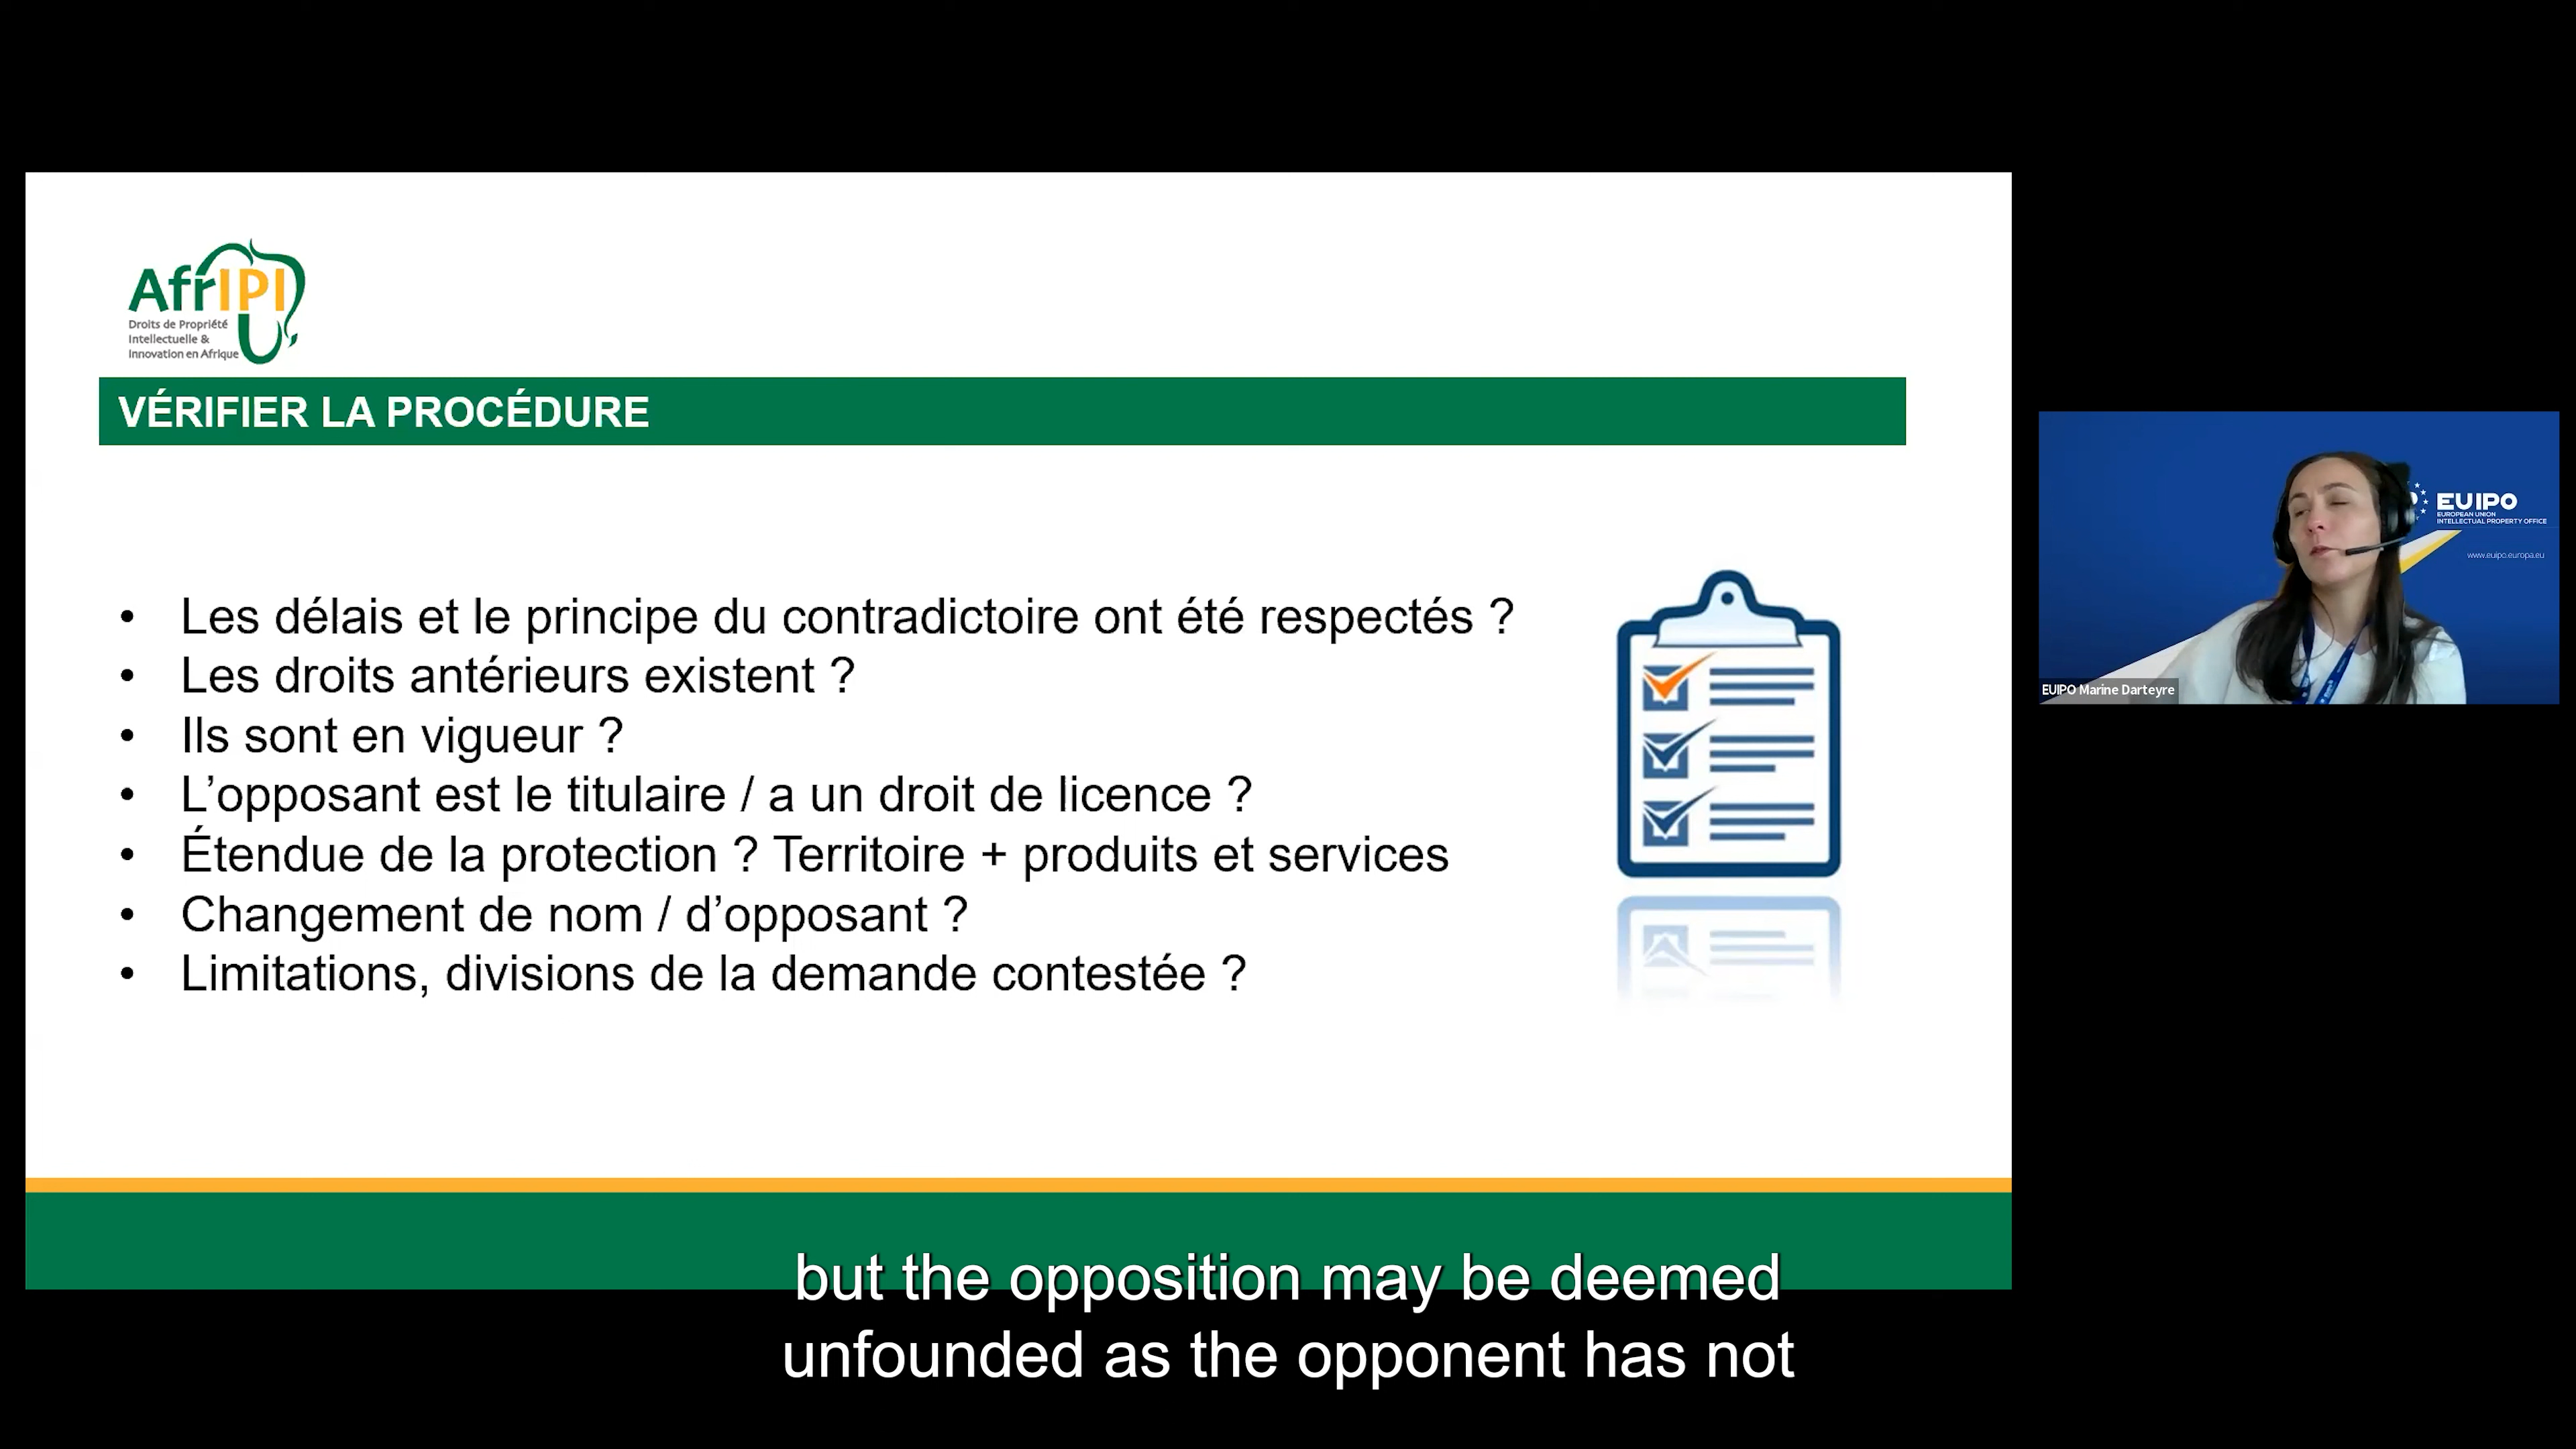 AfrIPI
Droits de Propriété
Intellectuelle &
Innovation en Afrique
VÉRIFIER LA PROCÉDURE
• Les délais et le principe du contradictoire ont été respectés ?
• Les droits antérieurs existent ?
• Ils sont en vigueur ?
• L’opposant est le titulaire / a un droit de licence ?
• Étendue de la protection ? Territoire + produits et services
• Changement de nom / d’opposant ?
• Limitations, divisions de la demande contestée ?
EUIPO
EUROPEAN UNION
INTELLECTUAL PROPERTY OFFICE
www.euipo.europa.eu
EUIPO Marine Darteyre
but the opposition may be deemed
unfounded as the opponent has not